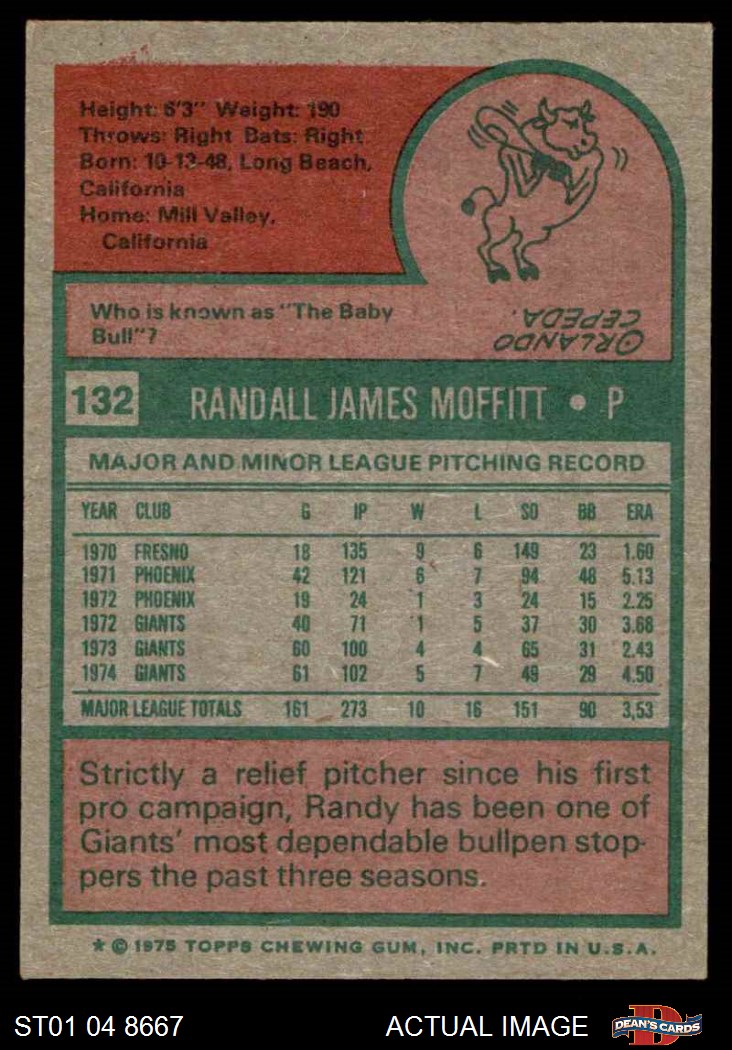 Height: 6'3" Weight: 190
Throws: Right Bats: Right
Born: 10-13-48, Long Beach,
California
Home: Mill Valley,
California
Who is known as "The Baby
Bull"?
ORLANDO
CEPEDA.
132 RANDALL JAMES MOFFITT • P
MAJOR AND MINOR LEAGUE PITCHING RECORD
YEAR CLUB G IP W L SO BB ERA
1970 FRESNO 18 135 9 6 149 23 1.60
1971 PHOENIX 42 121 6 7 94 48 5.13
1972 PHOENIX 19 24 1 3 24 15 2.25
1972 GIANTS 40 71 1 5 37 30 3.68
1973 GIANTS 60 100 4 4 65 31 2.43
1974 GIANTS 61 102 5 7 49 29 4.50
MAJOR LEAGUE TOTALS 161 273 10 16 151 90 3.53
Strictly a relief pitcher since his first
pro campaign, Randy has been one of
Giants' most dependable bullpen stop-
pers the past three seasons.
* © 1975 TOPPS CHEWING GUM, INC. PRTD IN U.S.A.
ST01 04 8667 ACTUAL IMAGE D DEAN'S CARDS